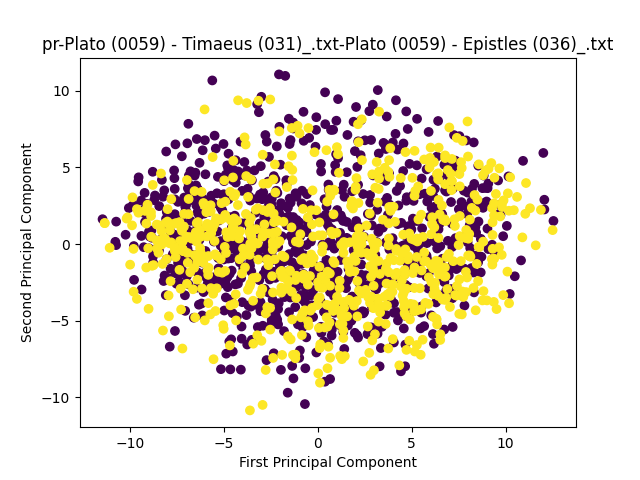 pr-Plato (0059) - Timaeus (031)_.txt-Plato (0059) - Epistles (036)_.txt
10
5
0
−5
−10
Second Principal Component
−10 −5 0 5 10
First Principal Component